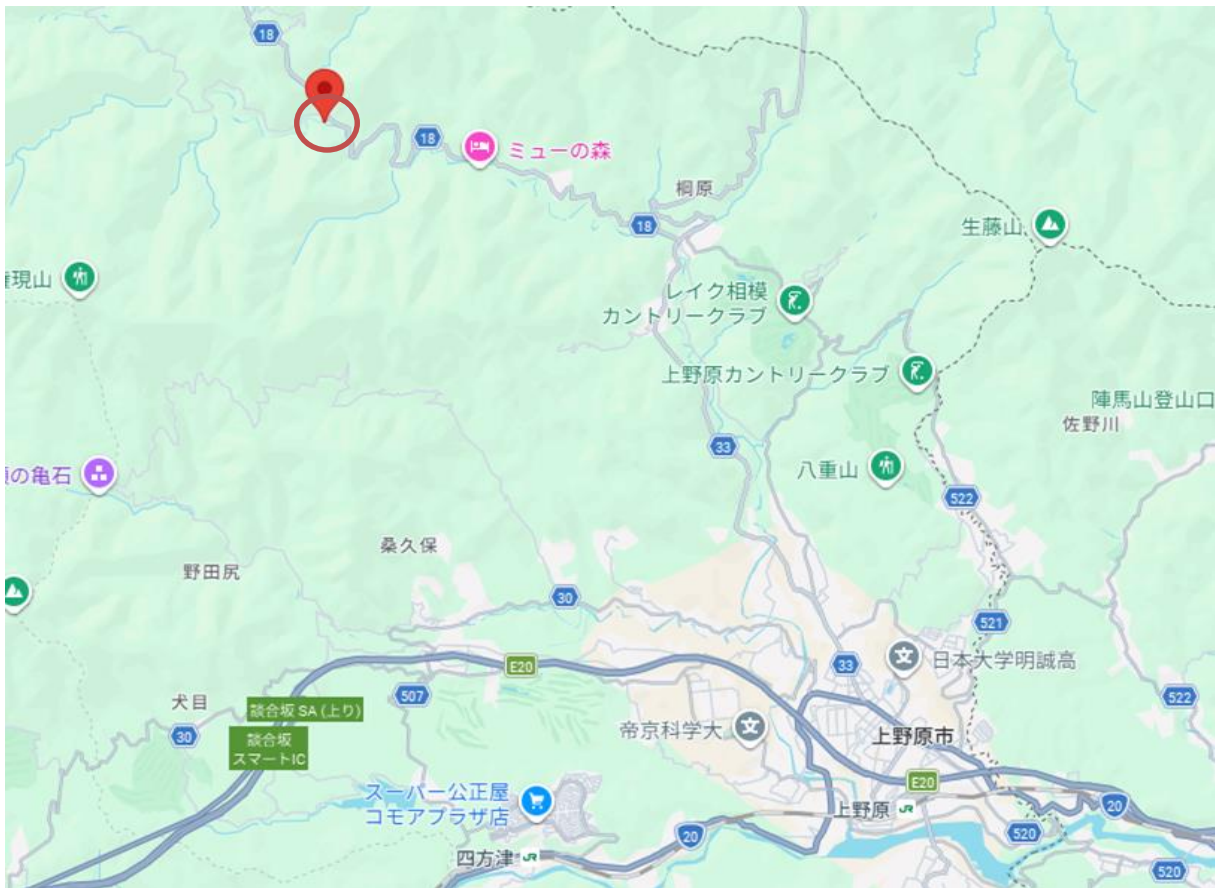 18
18
ミューの森
棡原
18
生藤山
権現山
レイク相模
カントリークラブ
上野原カントリークラブ
陣馬山登山口
佐野川
33
八重山
の亀石
522
桑久保
野田尻
30
521
E20
33
日本大学明誠高
507
522
犬目
談合坂 SA (上り)
30
談合坂
スマートIC
帝京科学大
上野原市
E20
スーパー公正屋
コモアプラザ店
上野原
JR
20
20
520
四方津
JR
520